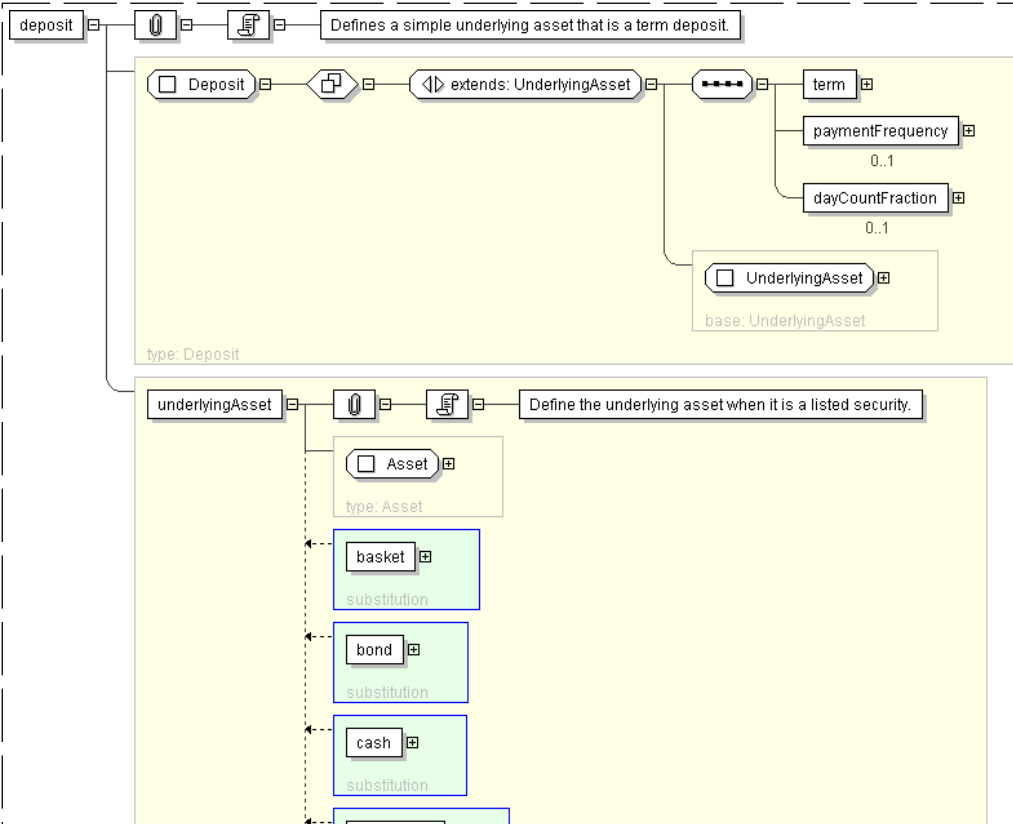 deposit
Defines a simple underlying asset that is a term deposit.
Deposit
extends: UnderlyingAsset
term
paymentFrequency
0..1
dayCountFraction
0..1
UnderlyingAsset
base: UnderlyingAsset
type: Deposit
underlyingAsset
Define the underlying asset when it is a listed security.
Asset
type: Asset
basket
substitution
bond
substitution
cash
substitution